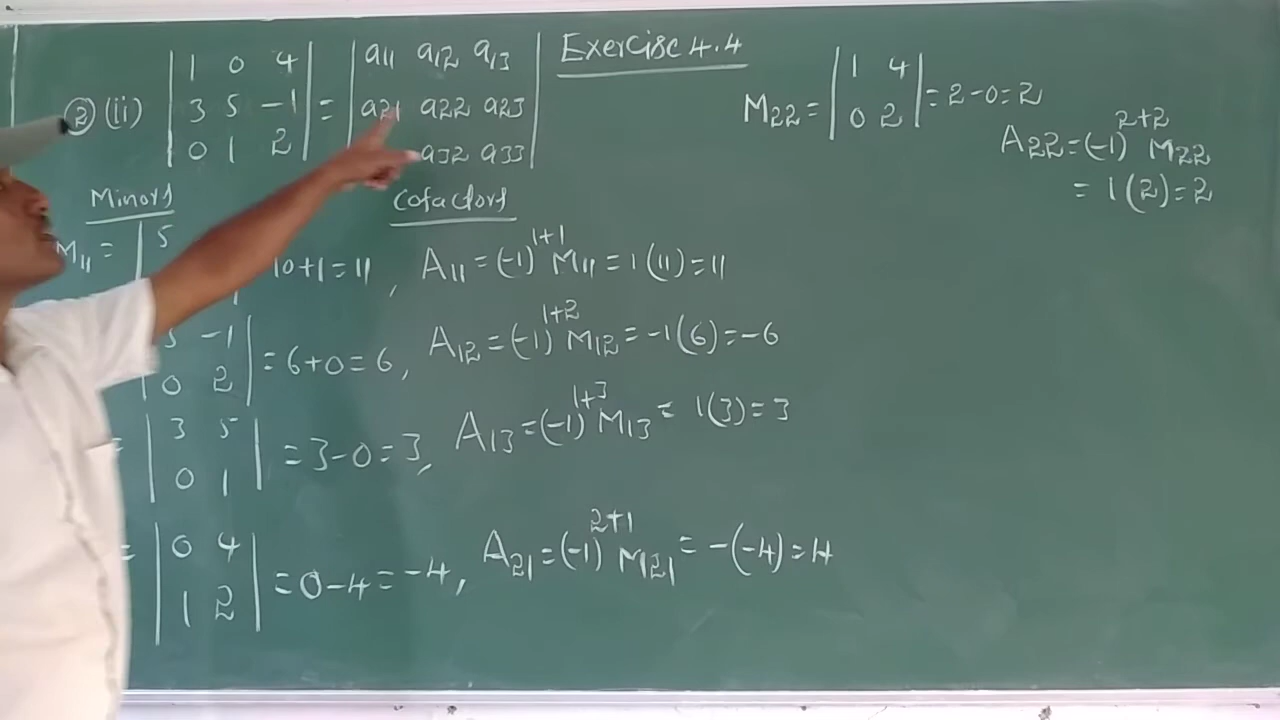 Exercise 4.4
② (ii) | 1 0 4 | = | a11 a12 a13 |
| 3 5 -1 | | a21 a22 a23 |
| 0 1 2 | | a32 a33 |
Minors
Cofactors
M11 = | 5
10+1=11, A11=(-1)^1+1 M11=1(11)=11
3 -1
0 2 | =6+0=6, A12=(-1)^1+2 M12=-1(6)=-6
= | 3 5 |
| 0 1 | =3-0=3, A13=(-1)^1+3 M13=1(3)=3
= | 0 4 |
| 1 2 | =0-4=-4, A21=(-1)^2+1 M21=-(-4)=4
M22= | 1 4 |
| 0 2 | =2-0=2
A22=(-1)^2+2 M22
=1(2)=2